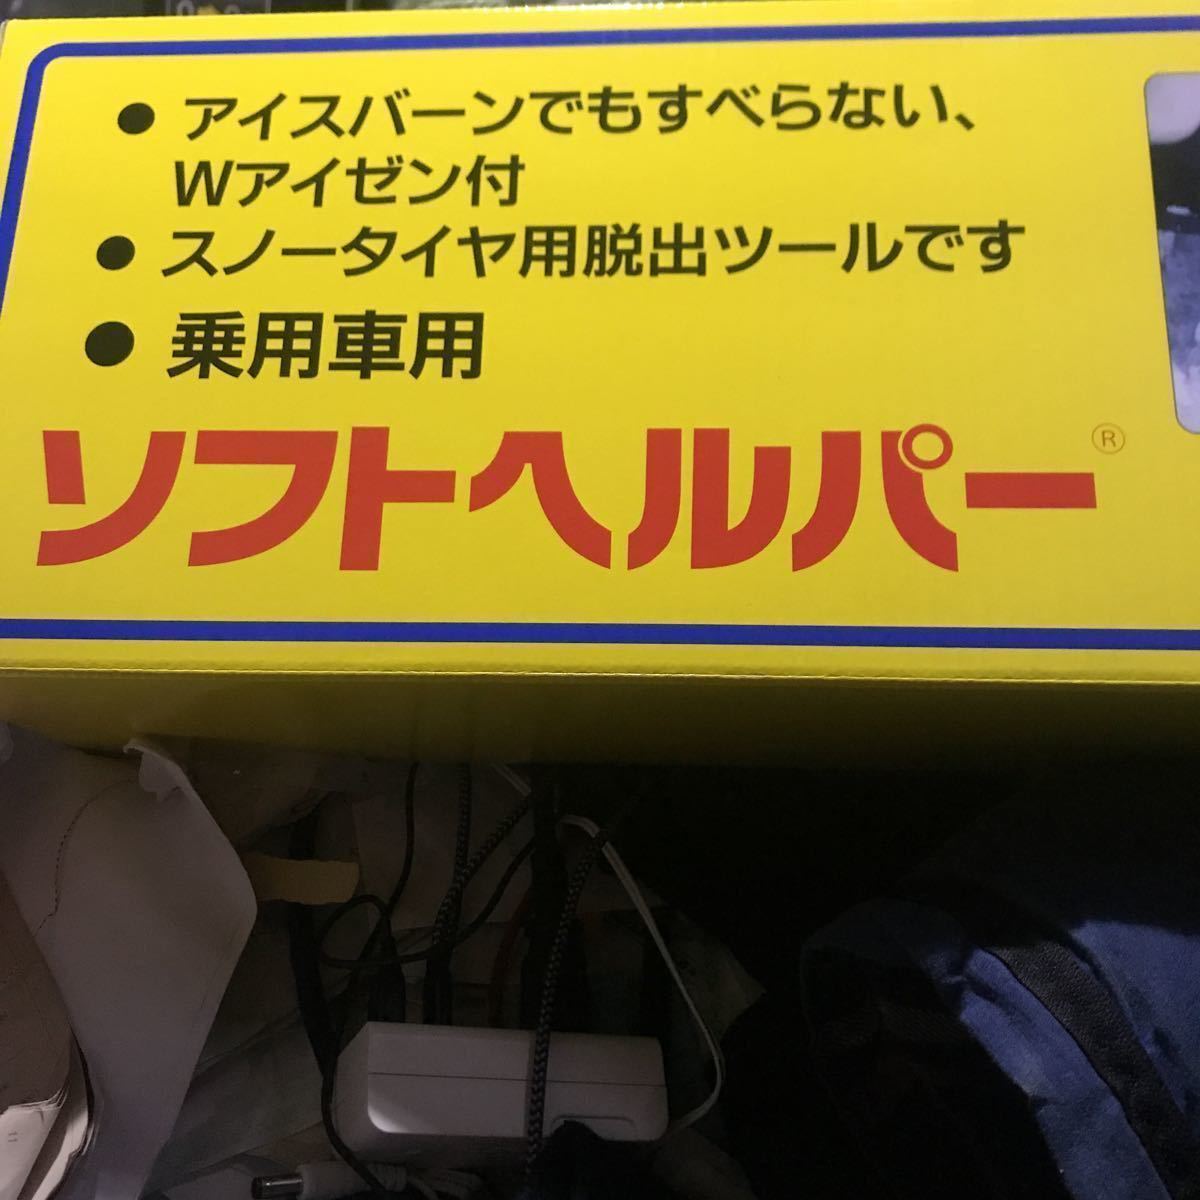 ● アイスバーンでもすべらない、
Wアイゼン付
● スノータイヤ用脱出ツールです
● 乗用車用
ソフトヘルパー®